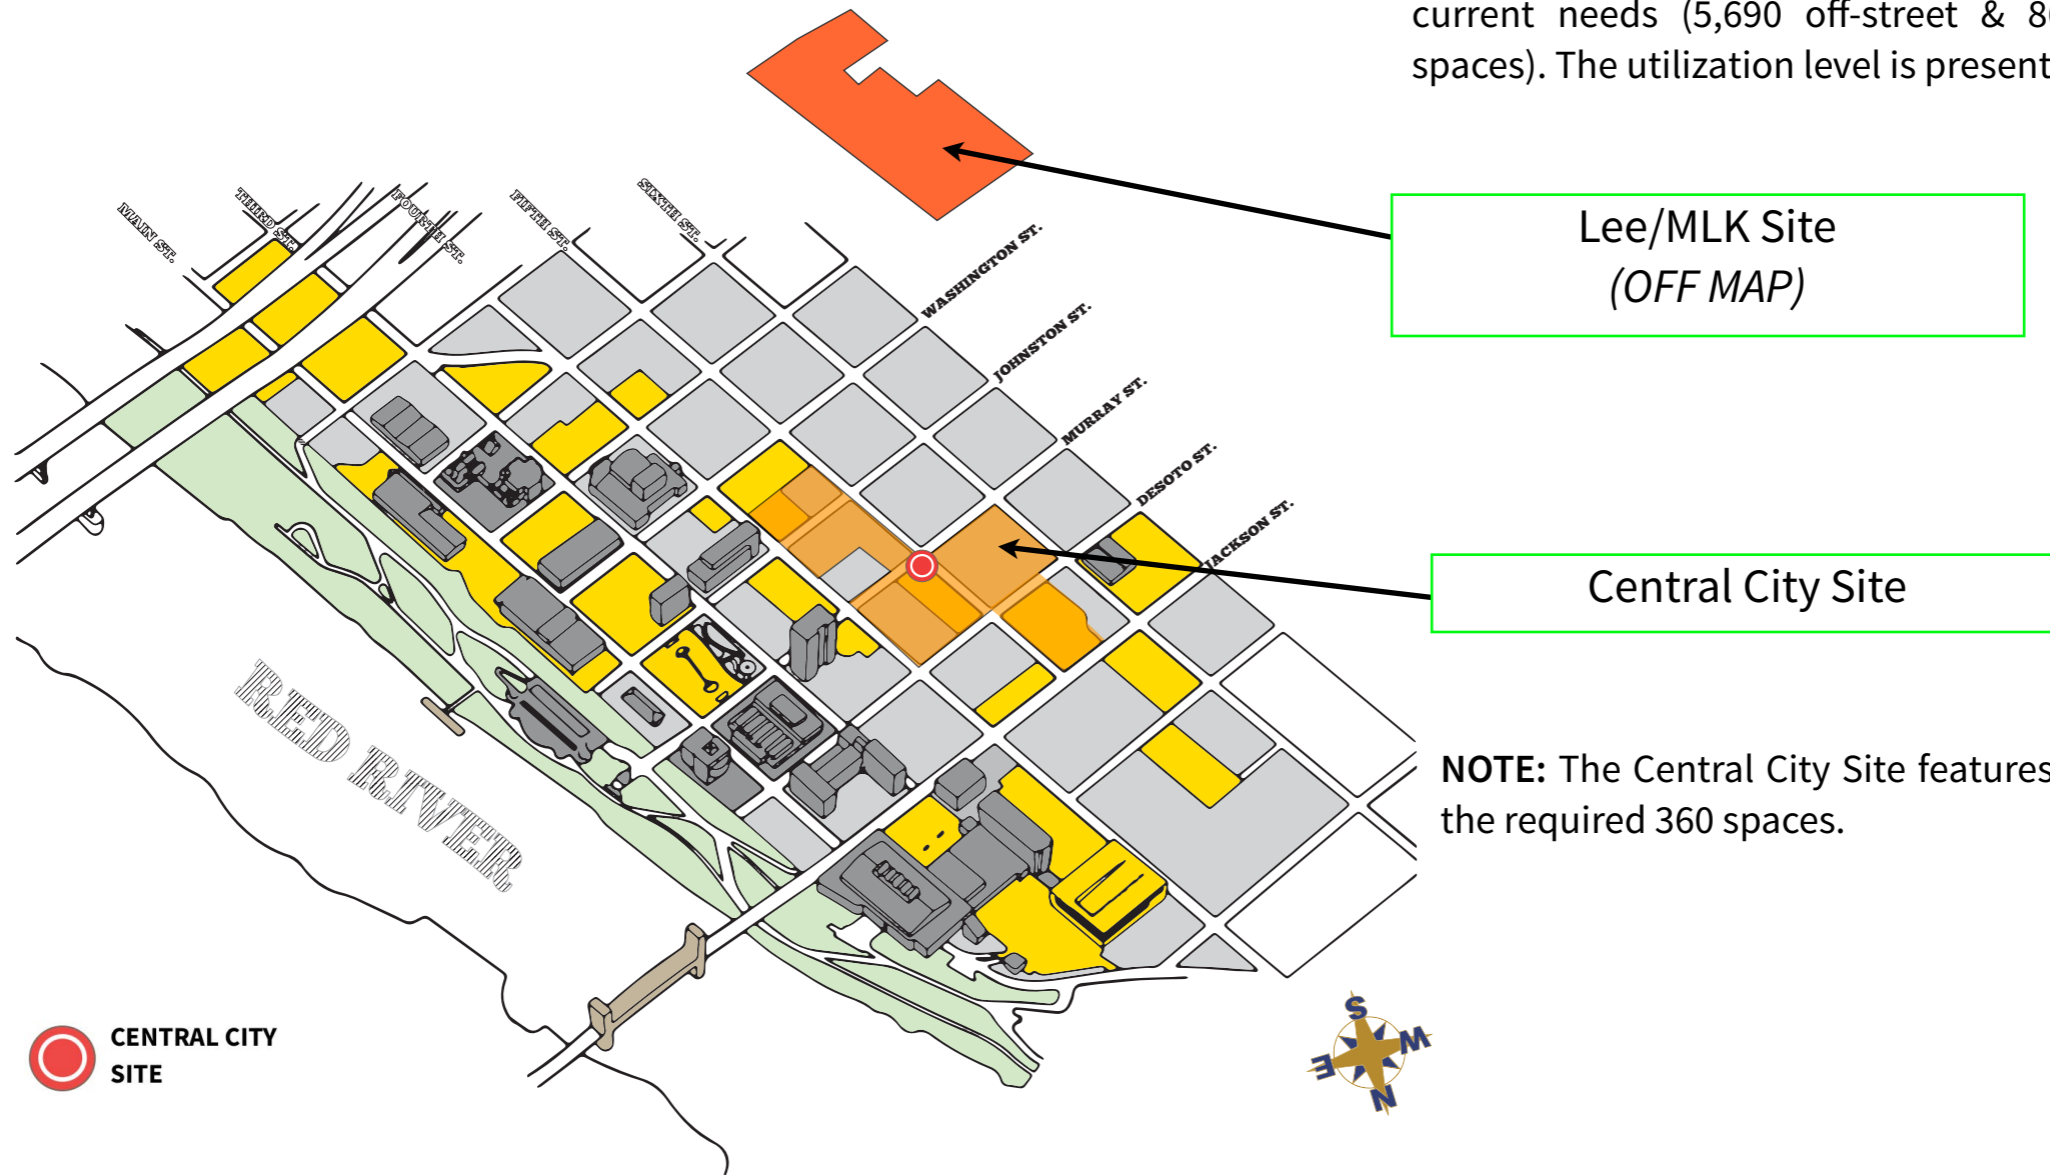 current needs (5,690 off-street &
spaces). The utilization level is
Lee/MLK Site
(OFF MAP)
MAIN ST.
THIRD ST.
FOURTH ST.
FIFTH ST.
SIXTH ST.
WASHINGTON ST.
JOHNSTON ST.
MURRAY ST.
DESOTO ST.
JACKSON ST.
Central City Site
RED RIVER
NOTE: The Central City Site features
the required 360 spaces.
CENTRAL CITY
SITE
S
W
E
N